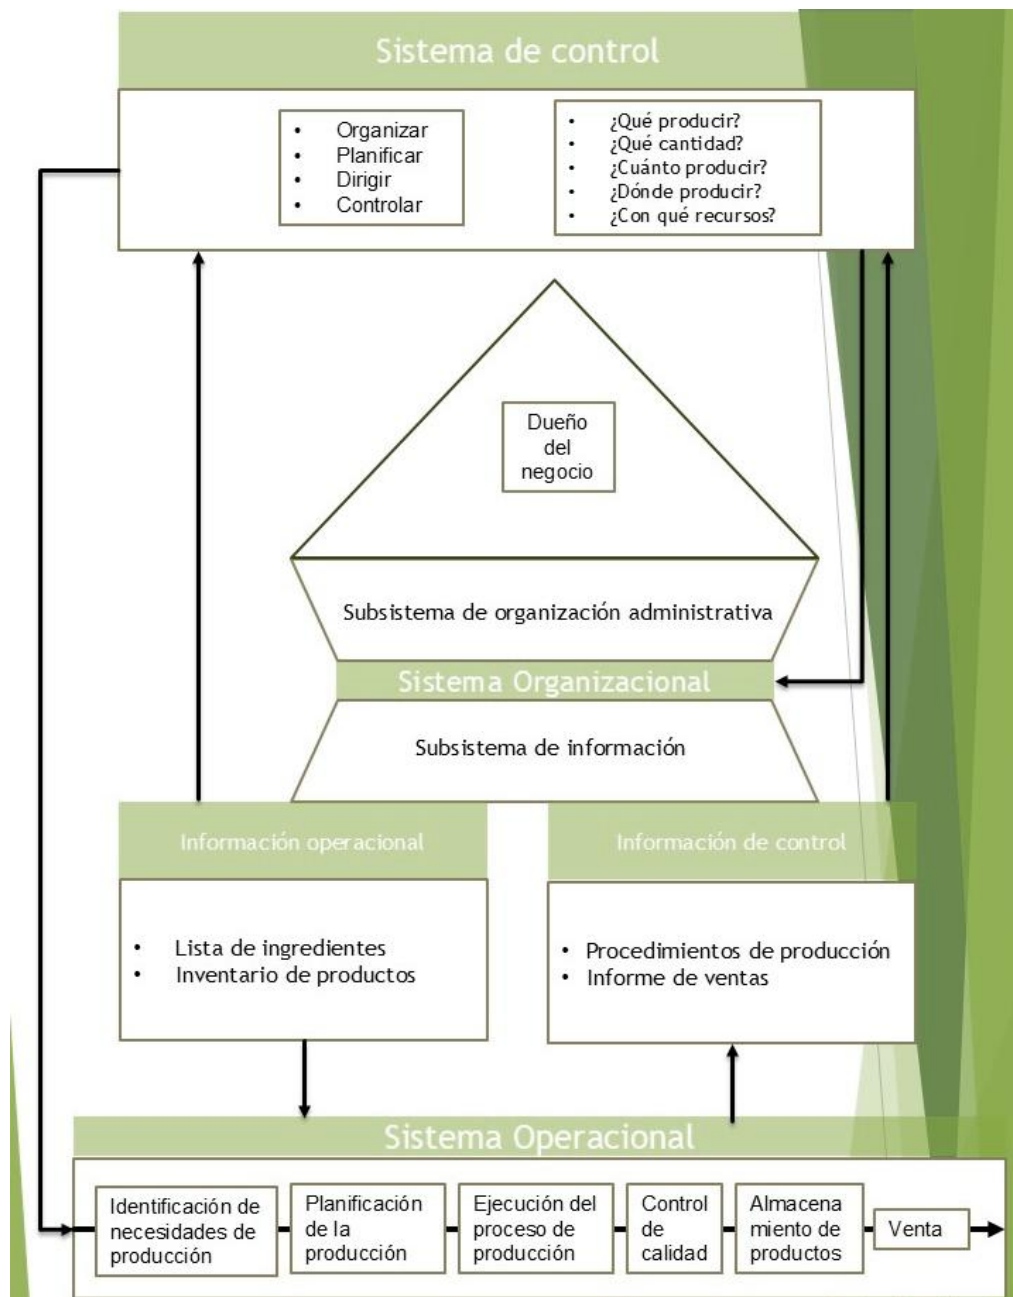 Sistema de control
• Organizar
• Planificar
• Dirigir
• Controlar
• ¿Qué producir?
• ¿Qué cantidad?
• ¿Cuánto producir?
• ¿Dónde producir?
• ¿Con qué recursos?
Dueño
del
negocio
Subsistema de organización administrativa
Sistema Organizacional
Subsistema de información
Información operacional
• Lista de ingredientes
• Inventario de productos
Información de control
• Procedimientos de producción
• Informe de ventas
Sistema Operacional
Identificación de
necesidades de
producción
Planificación
de la
producción
Ejecución del
proceso de
producción
Control
de
calidad
Almacena
miento de
productos
Venta